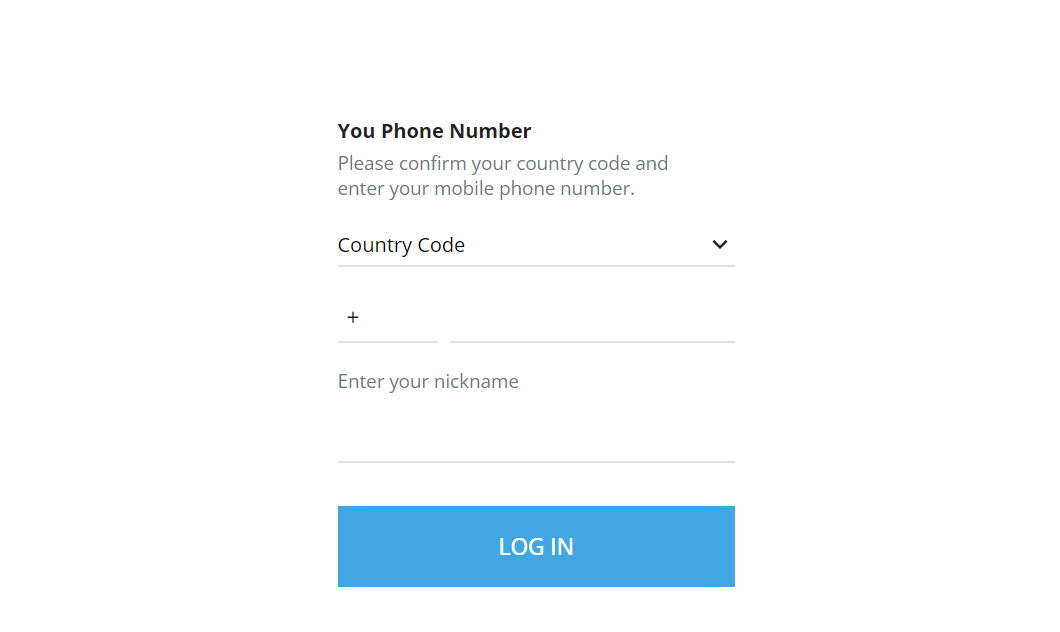 You Phone Number
Please confirm your country code and
enter your mobile phone number.
Country Code
+
Enter your nickname
LOG IN